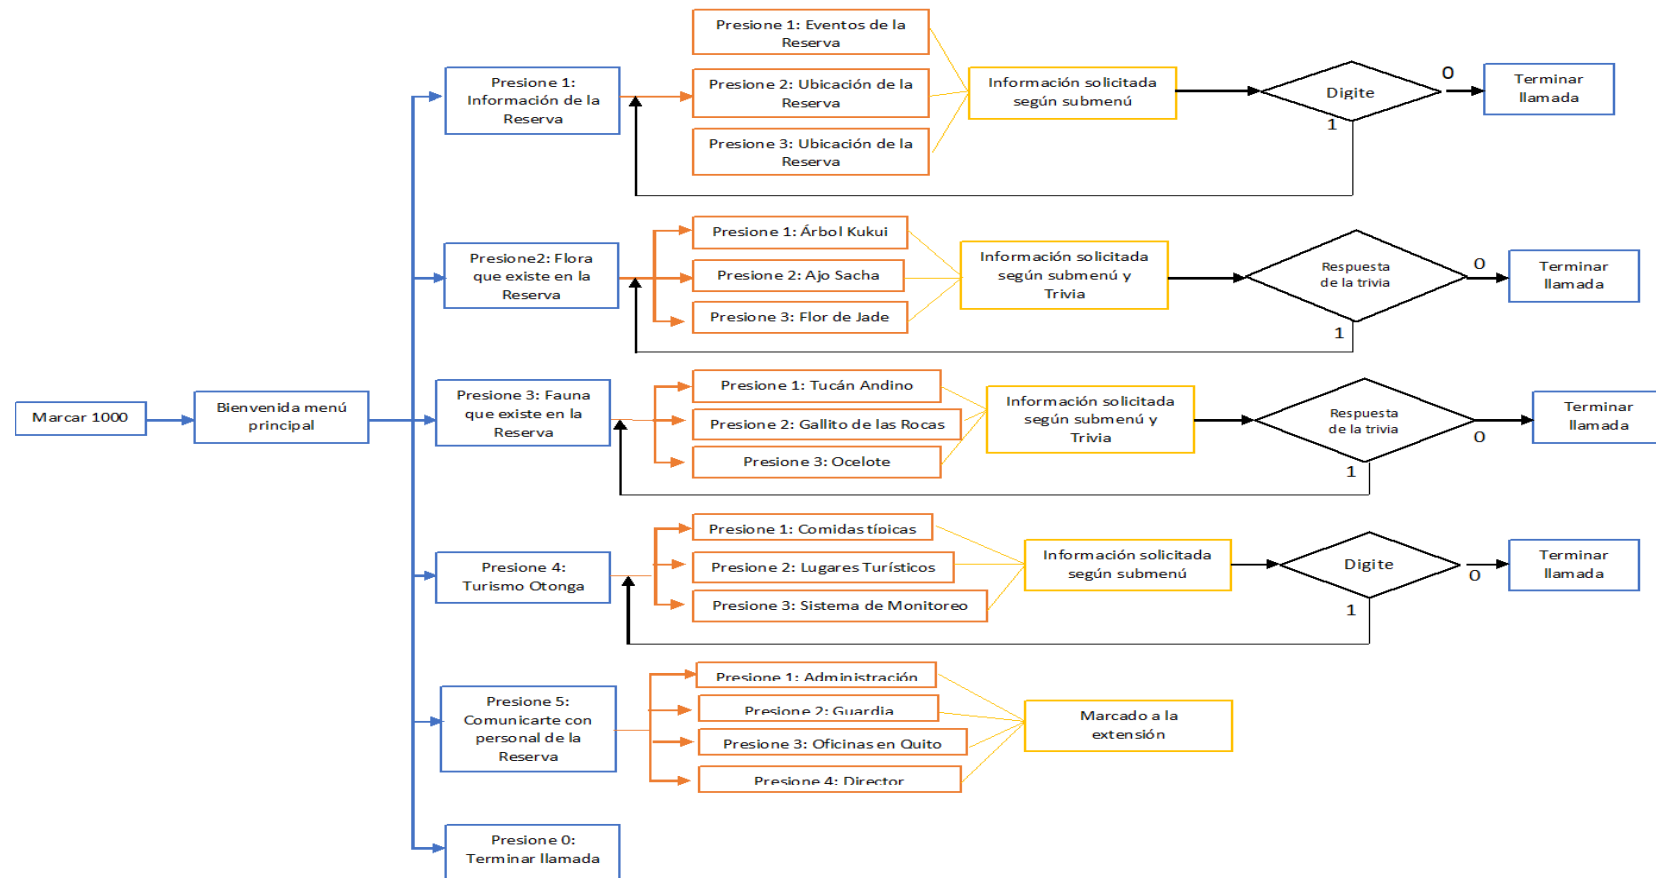 Marcar 1000
Bienvenida menú
principal
Presione 1:
Información de la
Reserva
Presione 1: Eventos de la
Reserva
Presione 2: Ubicación de la
Reserva
Presione 3: Ubicación de la
Reserva
Información solicitada
según submenú
Digite
0
1
Terminar
llamada
Presione2: Flora
que existe en la
Reserva
Presione 1: Árbol Kukui
Presione 2: Ajo Sacha
Presione 3: Flor de Jade
Información solicitada
según submenú y
Trivia
Respuesta
de la trivia
0
1
Terminar
llamada
Presione 3: Fauna
que existe en la
Reserva
Presione 1: Tucán Andino
Presione 2: Gallito de las Rocas
Presione 3: Ocelote
Información solicitada
según submenú y
Trivia
Respuesta
de la trivia
0
1
Terminar
llamada
Presione 4:
Turismo Otonga
Presione 1: Comidas típicas
Presione 2: Lugares Turísticos
Presione 3: Sistema de Monitoreo
Información solicitada
según submenú
Digite
0
1
Terminar
llamada
Presione 5:
Comunicarte con
personal de la
Reserva
Presione 1: Administración
Presione 2: Guardia
Presione 3: Oficinas en Quito
Presione 4: Director
Marcado a la
extensión
Presione 0:
Terminar llamada